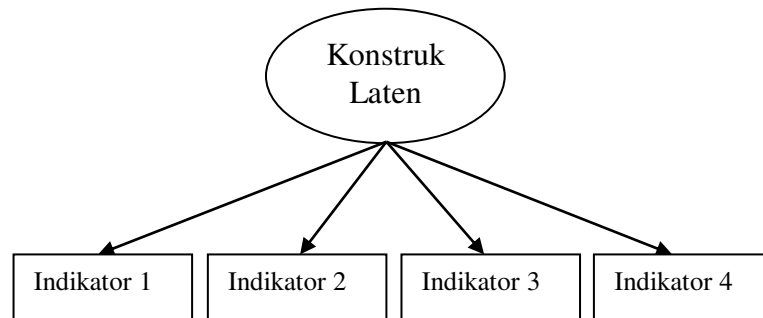 Konstruk
Laten
Indikator 1
Indikator 2
Indikator 3
Indikator 4